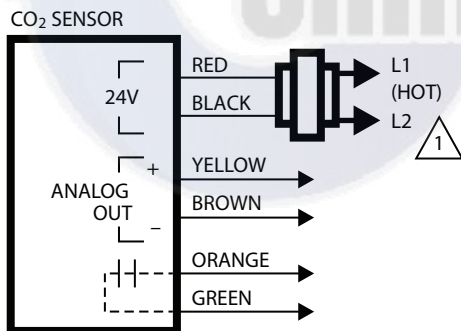 CO₂ SENSOR
RED
L1
(HOT)
24V
BLACK
L2
1
YELLOW
+
ANALOG
OUT
BROWN
−
ORANGE
GREEN